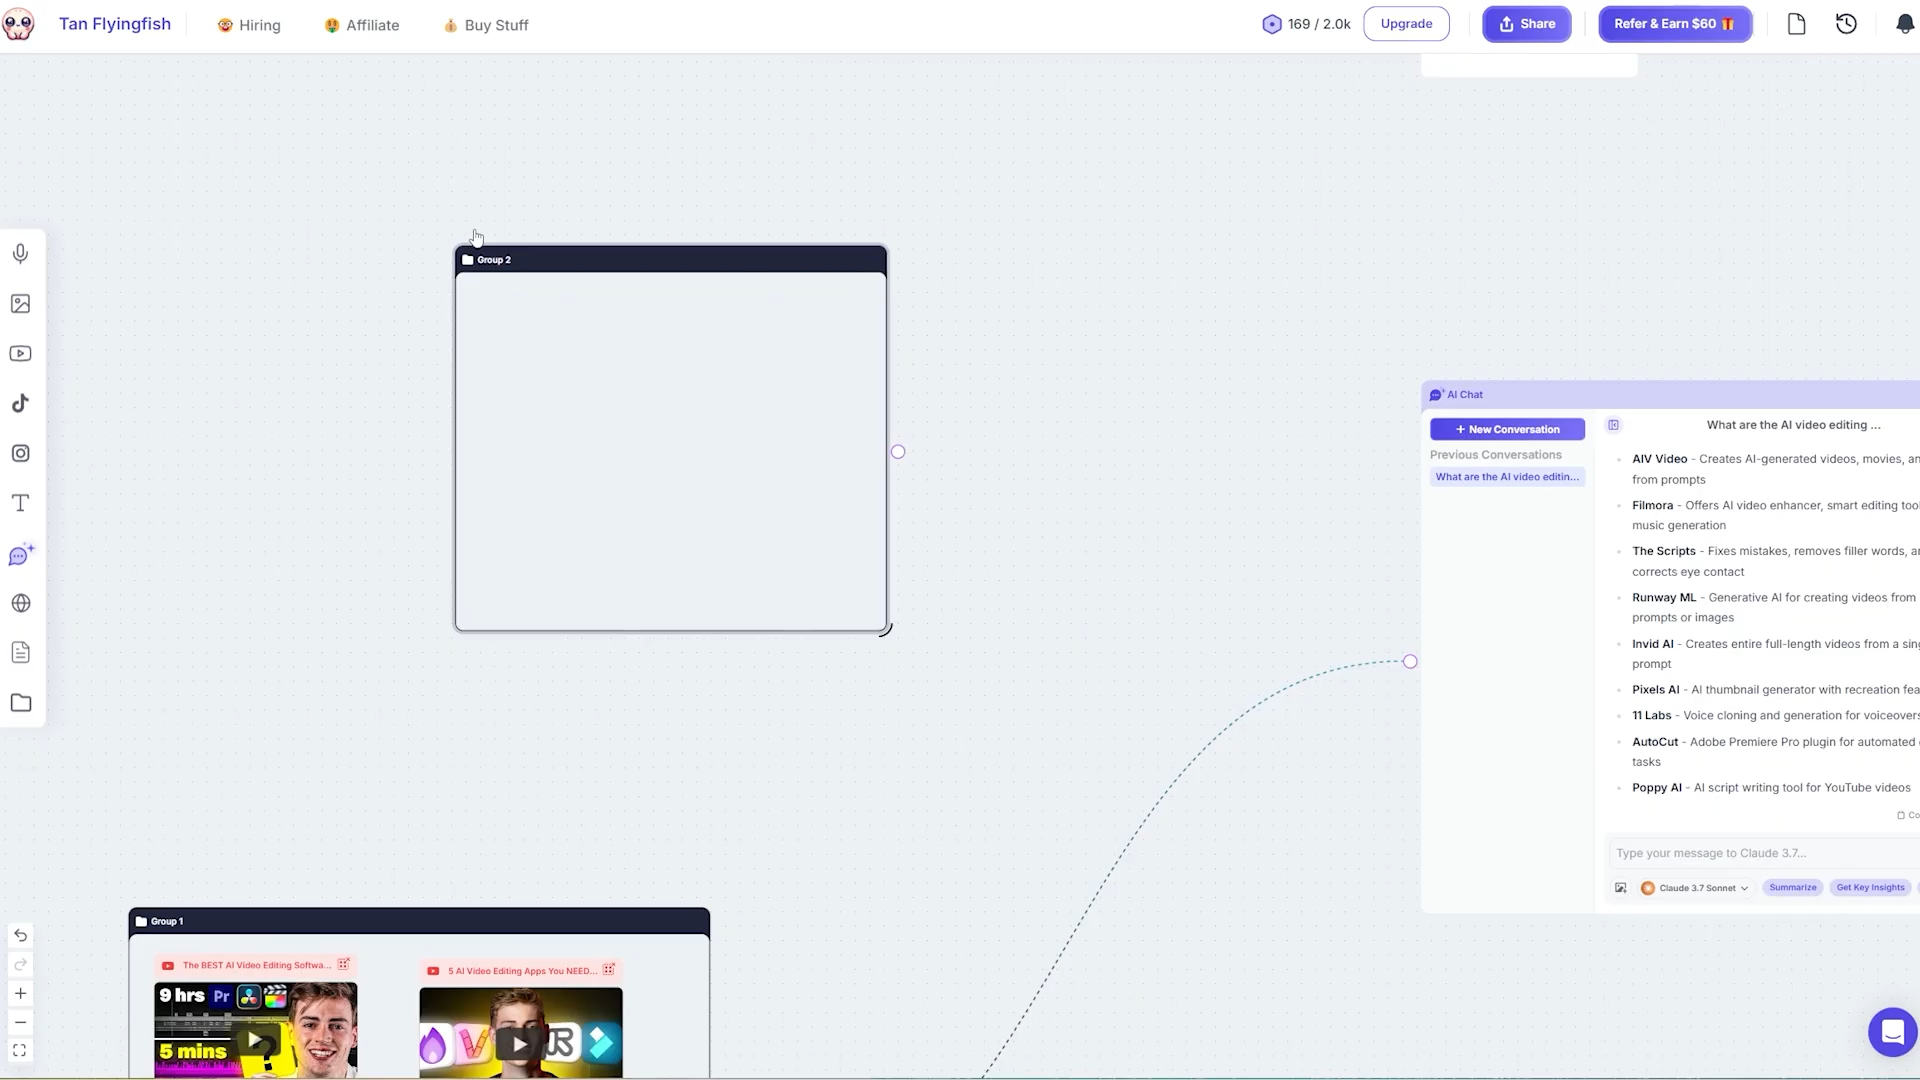 Tan Flyingfish
Hiring
Affiliate
Buy Stuff
169 / 2.0k
Upgrade
Share
Refer & Earn $60
Group 2
AI Chat
+ New Conversation
Previous Conversations
What are the AI video editin...
What are the AI video editing ...
AIV Video - Creates AI-generated videos, movies,
from prompts
Filmora - Offers AI video enhancer, smart editing
music generation
The Scripts - Fixes mistakes, removes filler words,
corrects eye contact
Runway ML - Generative AI for creating videos from
prompts or images
Invid AI - Creates entire full-length videos from a
prompt
Pixels AI - AI thumbnail generator with recreation
11 Labs - Voice cloning and generation for voiceovers
AutoCut - Adobe Premiere Pro plugin for automated
tasks
Poppy AI - AI script writing tool for YouTube videos
Type your message to Claude 3.7...
Claude 3.7 Sonnet
Summarize
Get Key Insights
Group 1
The BEST AI Video Editing Softwa...
9 hrs Pr
5 mins
5 AI Video Editing Apps You NEED...